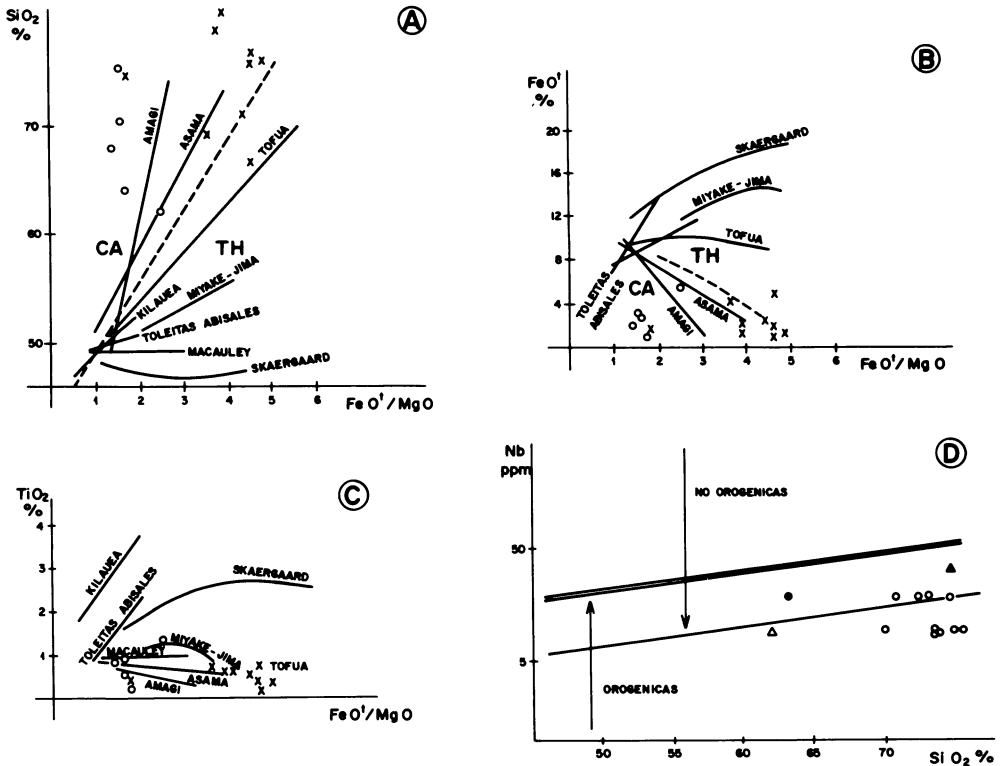 SiO2
%
A
70
60
50
AMAGI
ASAMA
TOFUA
CA
TH
KILAUEA
MIYAKE-JIMA
TOLEITAS ABISALES
MACAULEY
SKAERGAARD
1 2 3 4 5 6
FeO†/MgO
B
FeO†
%
20
16
12
8
4
SKAERGAARD
MIYAKE-JIMA
TOFUA
TH
CA
TOLEITAS
ABISALES
ASAMA
AMAGI
1 2 3 4 5 6
FeO†/MgO
C
TiO2
%
4
3
2
1
KILAUEA
TOLEITAS ABISALES
SKAERGAARD
MACAULEY
MIYAKE-JIMA
TOFUA
ASAMA
AMAGI
FeO†/MgO
D
Nb
ppm
50
5
NO OROGENICAS
OROGENICAS
50 55 60 65 70
SiO2 %